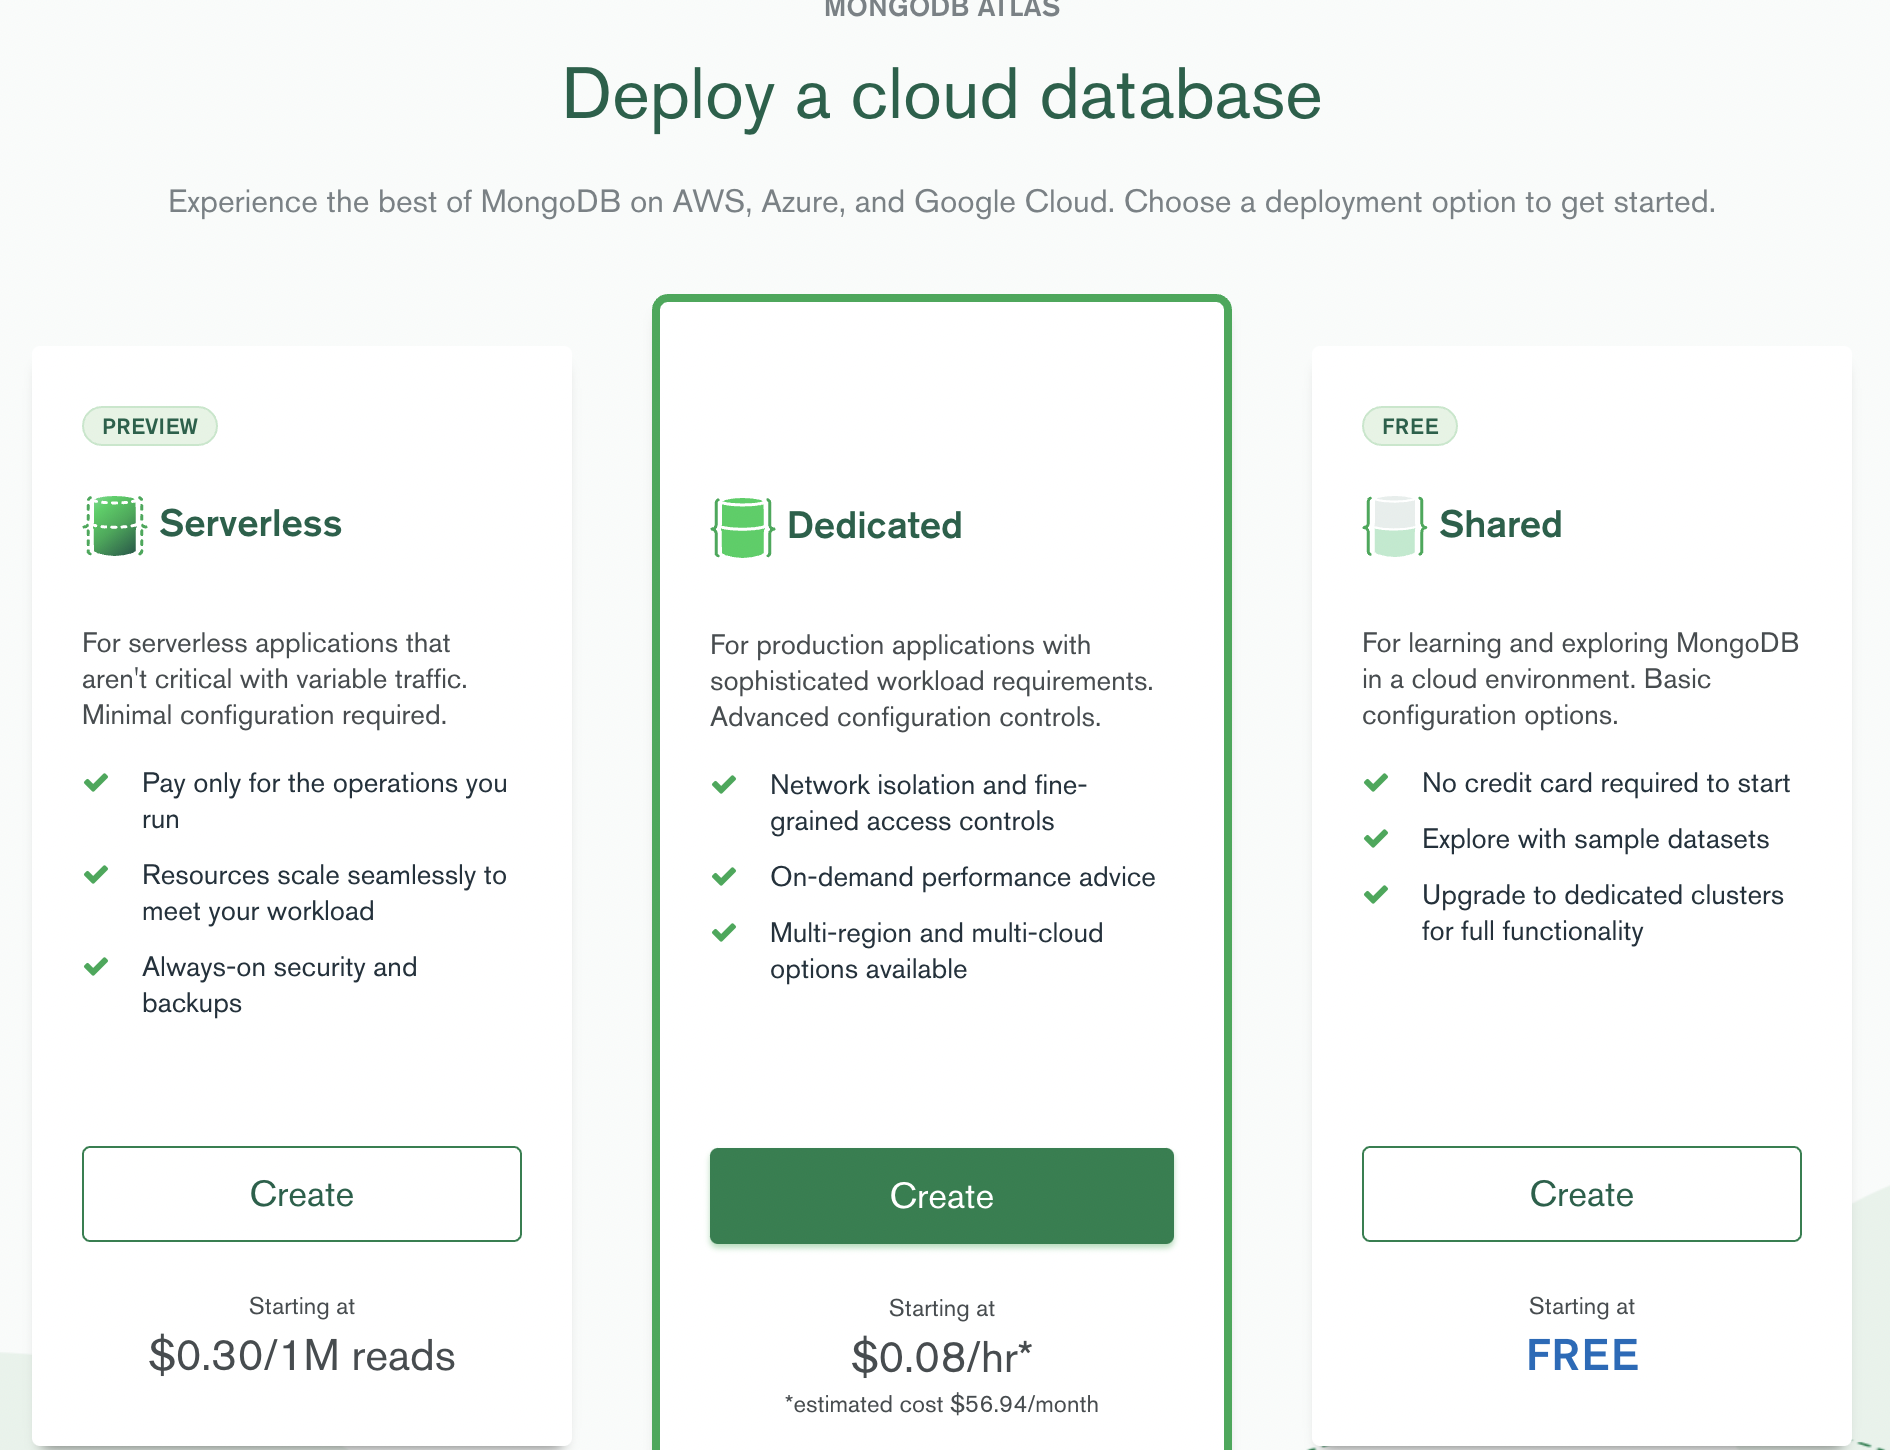 MONGODB ATLAS
Deploy a cloud database
Experience the best of MongoDB on AWS, Azure, and Google Cloud. Choose a deployment option to get started.
PREVIEW
Serverless
For serverless applications that
aren't critical with variable traffic.
Minimal configuration required.
Pay only for the operations you
run
Resources scale seamlessly to
meet your workload
Always-on security and
backups
Create
Starting at
$0.30/1M reads
Dedicated
For production applications with
sophisticated workload requirements.
Advanced configuration controls.
Network isolation and fine-
grained access controls
On-demand performance advice
Multi-region and multi-cloud
options available
Create
Starting at
$0.08/hr*
*estimated cost $56.94/month
FREE
Shared
For learning and exploring MongoDB
in a cloud environment. Basic
configuration options.
No credit card required to start
Explore with sample datasets
Upgrade to dedicated clusters
for full functionality
Create
Starting at
FREE